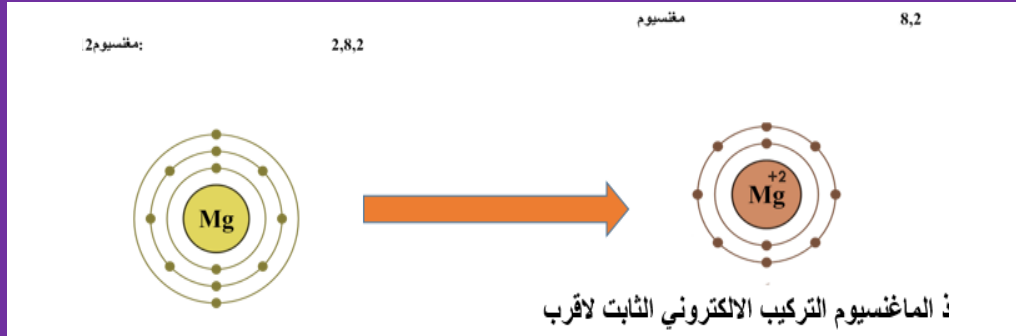 مغنسيوم 8,2
مغنسيوم2: 2,8,2
Mg
+2
Mg
الماغنسيوم التركيب الالكتروني الثابت لاقرب